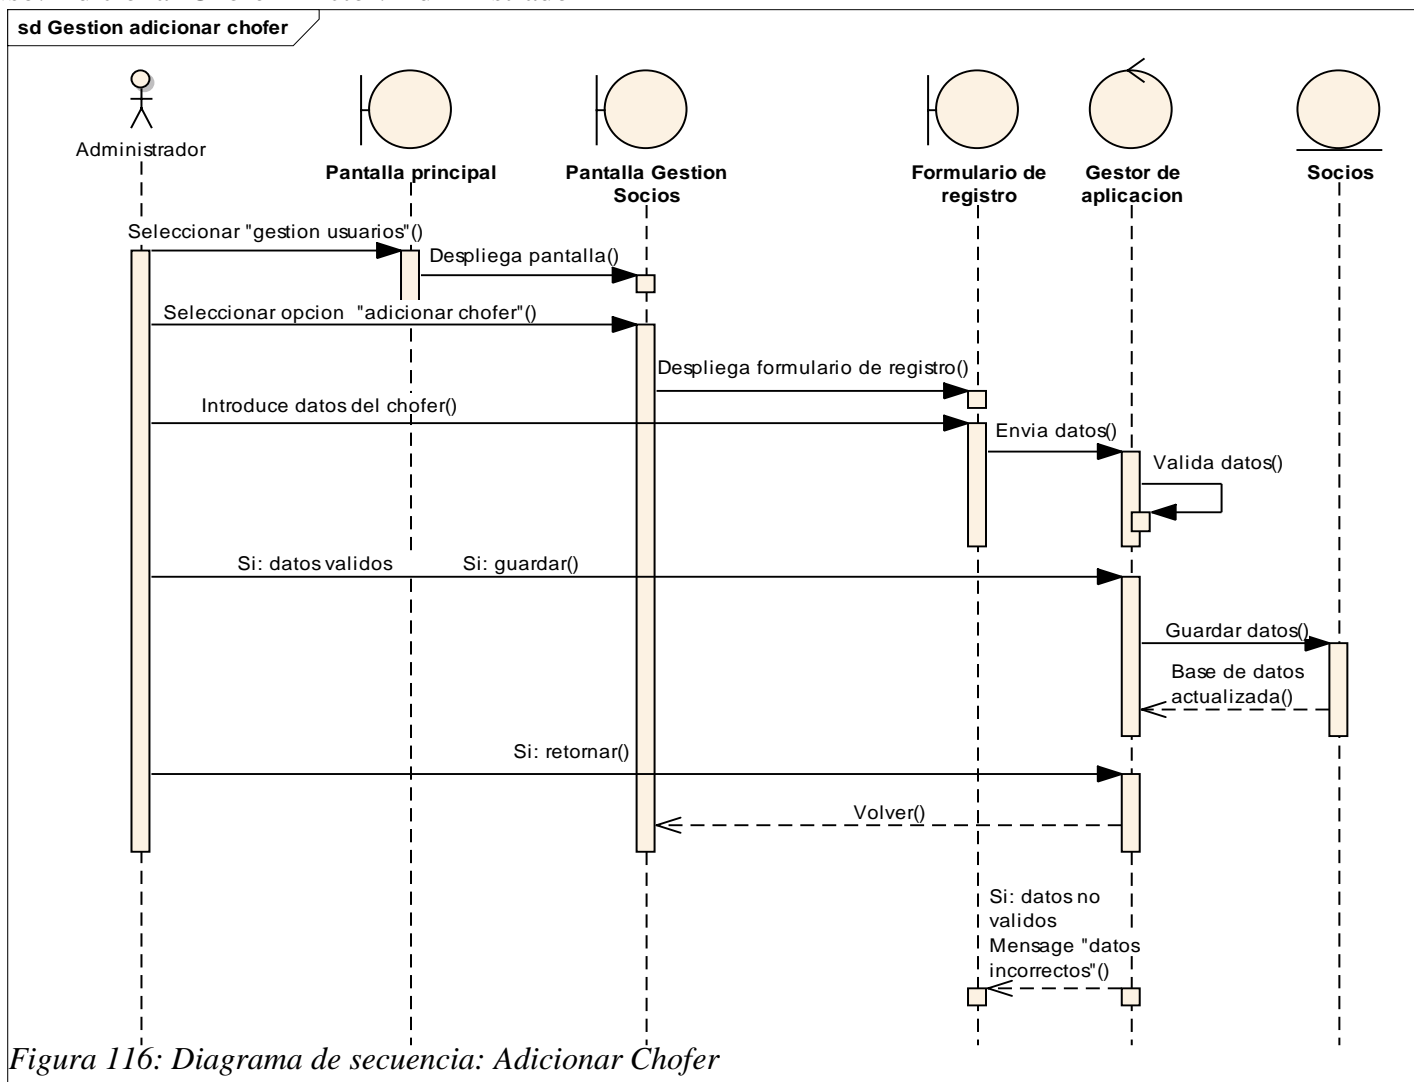 sd Gestion adicionar chofer
Administrador
Pantalla principal
Pantalla Gestion
Socios
Formulario de
registro
Gestor de
aplicacion
Socios
Seleccionar "gestion usuarios"()
Despliega pantalla()
Seleccionar opcion "adicionar chofer"()
Despliega formulario de registro()
Introduce datos del chofer()
Envia datos()
Valida datos()
Si: datos validos Si: guardar()
Guardar datos()
Base de datos
actualizada()
Si: retornar()
Volver()
Si: datos no
validos
Mensage "datos
incorrectos"()
Figura 116: Diagrama de secuencia: Adicionar Chofer